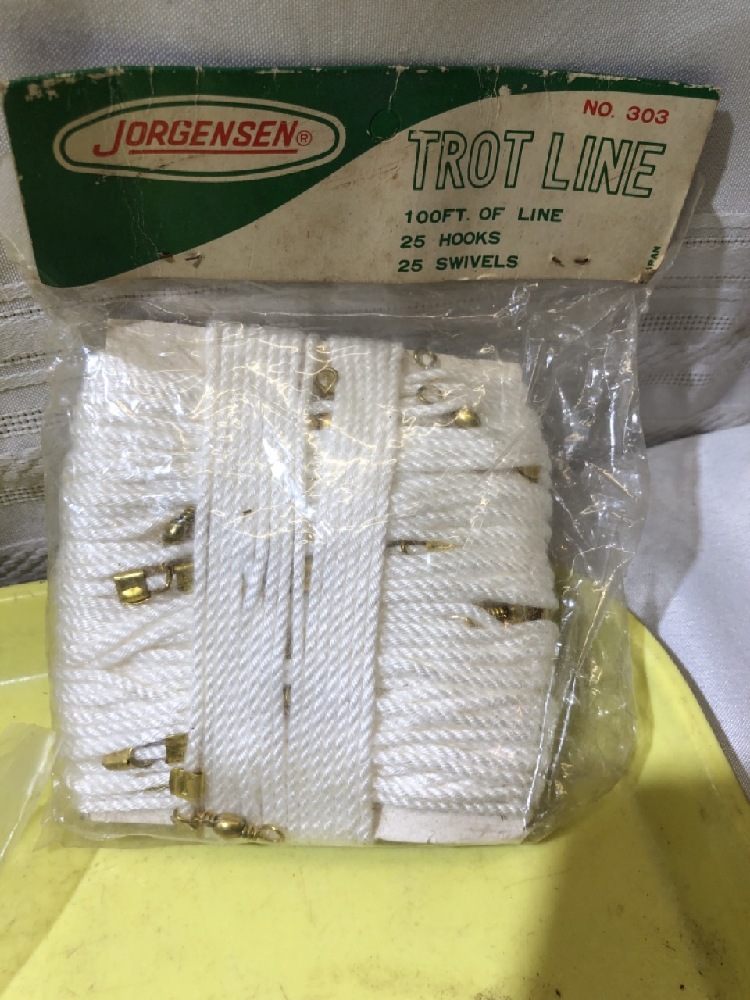 JORGENSEN®
NO. 303
TROT LINE
100FT. OF LINE
25 HOOKS
25 SWIVELS